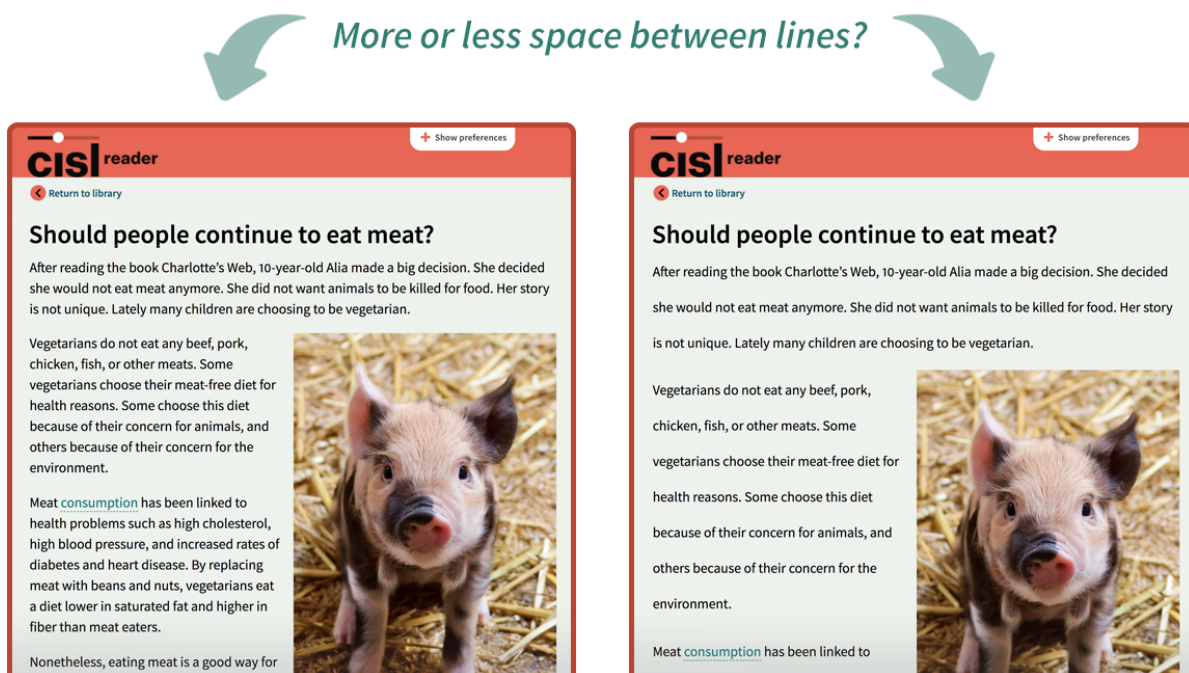 More or less space between lines?
+ Show preferences
cısl reader
Return to library
Should people continue to eat meat?
After reading the book Charlotte's Web, 10-year-old Alia made a big decision. She decided
she would not eat meat anymore. She did not want animals to be killed for food. Her story
is not unique. Lately many children are choosing to be vegetarian.
Vegetarians do not eat any beef, pork,
chicken, fish, or other meats. Some
vegetarians choose their meat-free diet for
health reasons. Some choose this diet
because of their concern for animals, and
others because of their concern for the
environment.
Meat consumption has been linked to
health problems such as high cholesterol,
high blood pressure, and increased rates of
diabetes and heart disease. By replacing
meat with beans and nuts, vegetarians eat
a diet lower in saturated fat and higher in
fiber than meat eaters.
Nonetheless, eating meat is a good way for
+ Show preferences
cısl reader
Return to library
Should people continue to eat meat?
After reading the book Charlotte's Web, 10-year-old Alia made a big decision. She decided
she would not eat meat anymore. She did not want animals to be killed for food. Her story
is not unique. Lately many children are choosing to be vegetarian.
Vegetarians do not eat any beef, pork,
chicken, fish, or other meats. Some
vegetarians choose their meat-free diet for
health reasons. Some choose this diet
because of their concern for animals, and
others because of their concern for the
environment.
Meat consumption has been linked to